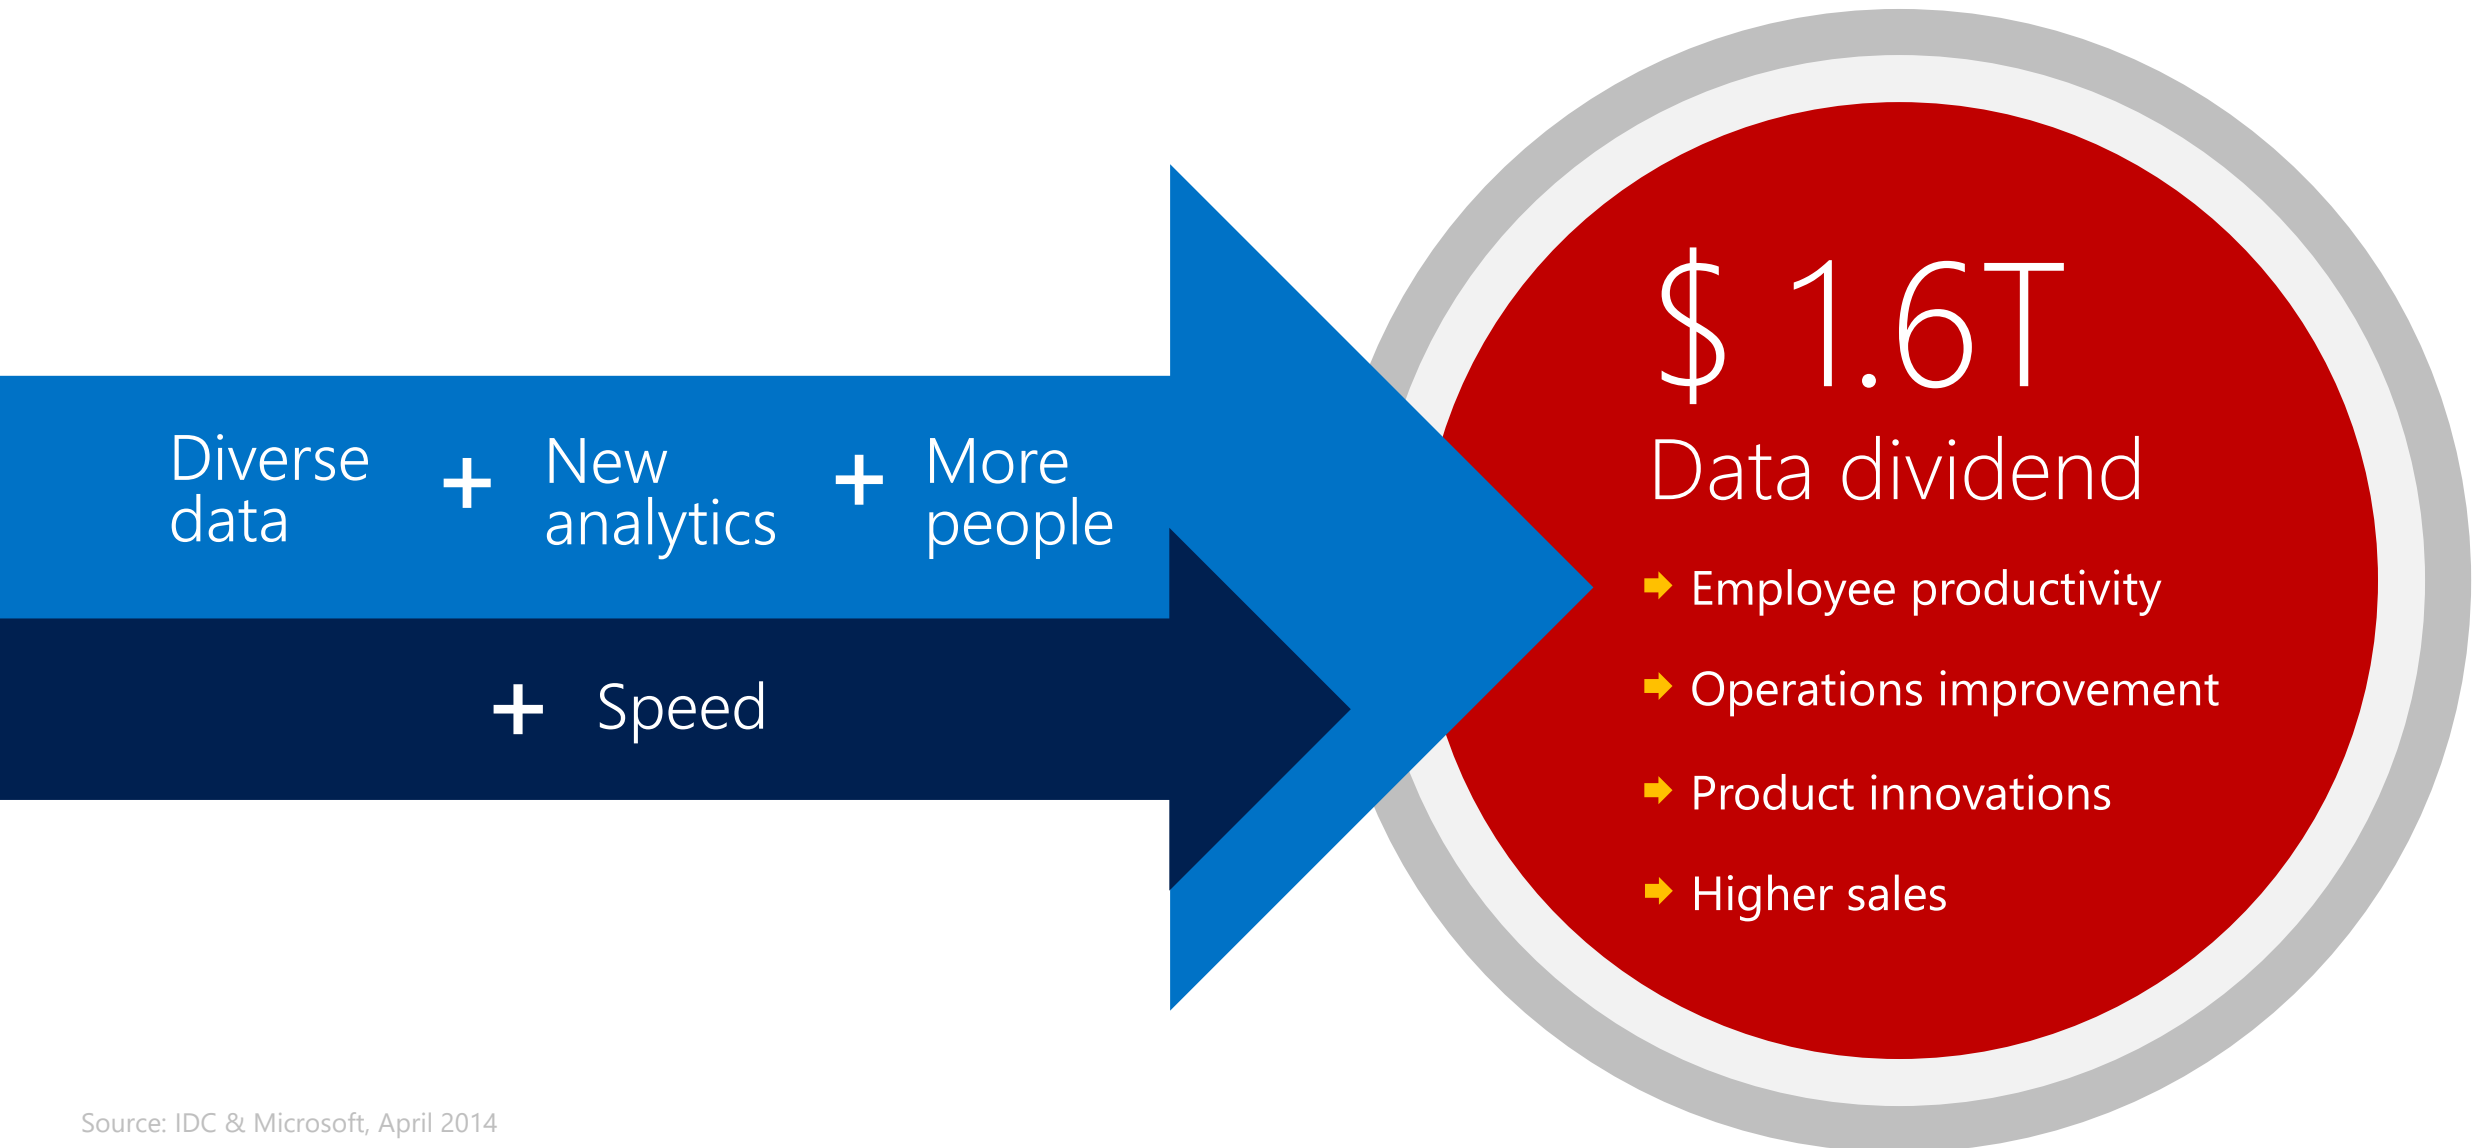 Diverse
data
+
New
analytics
+
More
people
+ Speed
$ 1.6T
Data dividend
Employee productivity
Operations improvement
Product innovations
Higher sales
Source: IDC & Microsoft, April 2014